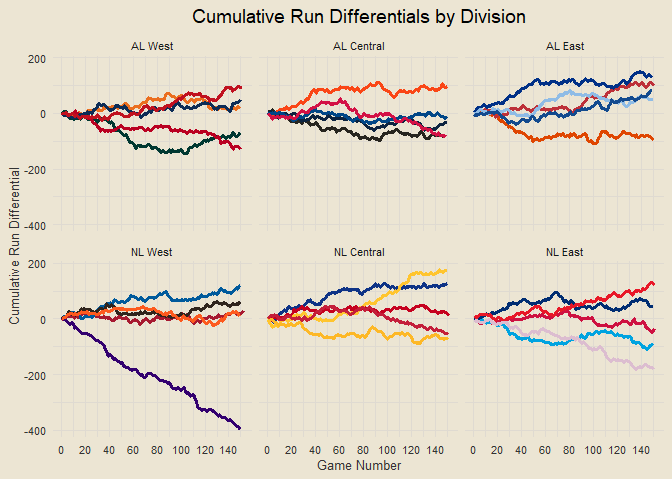 Cumulative Run Differentials by Division
AL West AL Central AL East
200
0
-200
-400
NL West NL Central NL East
200
0
-200
-400
0 20 40 60 80 100 120 140 0 20 40 60 80 100 120 140 0 20 40 60 80 100 120 140
Game Number
Cumulative Run Differential